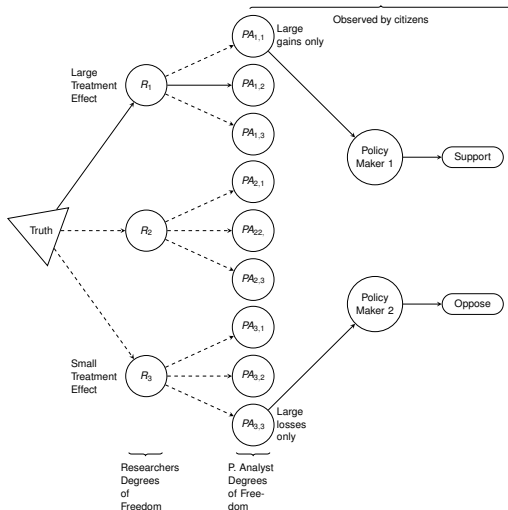 Observed by citizens
PA1,1
Large
gains only
Large
Treatment
Effect
R1
PA1,2
PA1,3
Policy
Maker 1
Support
PA2,1
Truth
R2
PA22,
PA2,3
Policy
Maker 2
Oppose
PA3,1
Small
Treatment
Effect
R3
PA3,2
PA3,3
Large
losses
only
Researchers
Degrees
of
Freedom
P. Analyst
Degrees
of Free-
dom